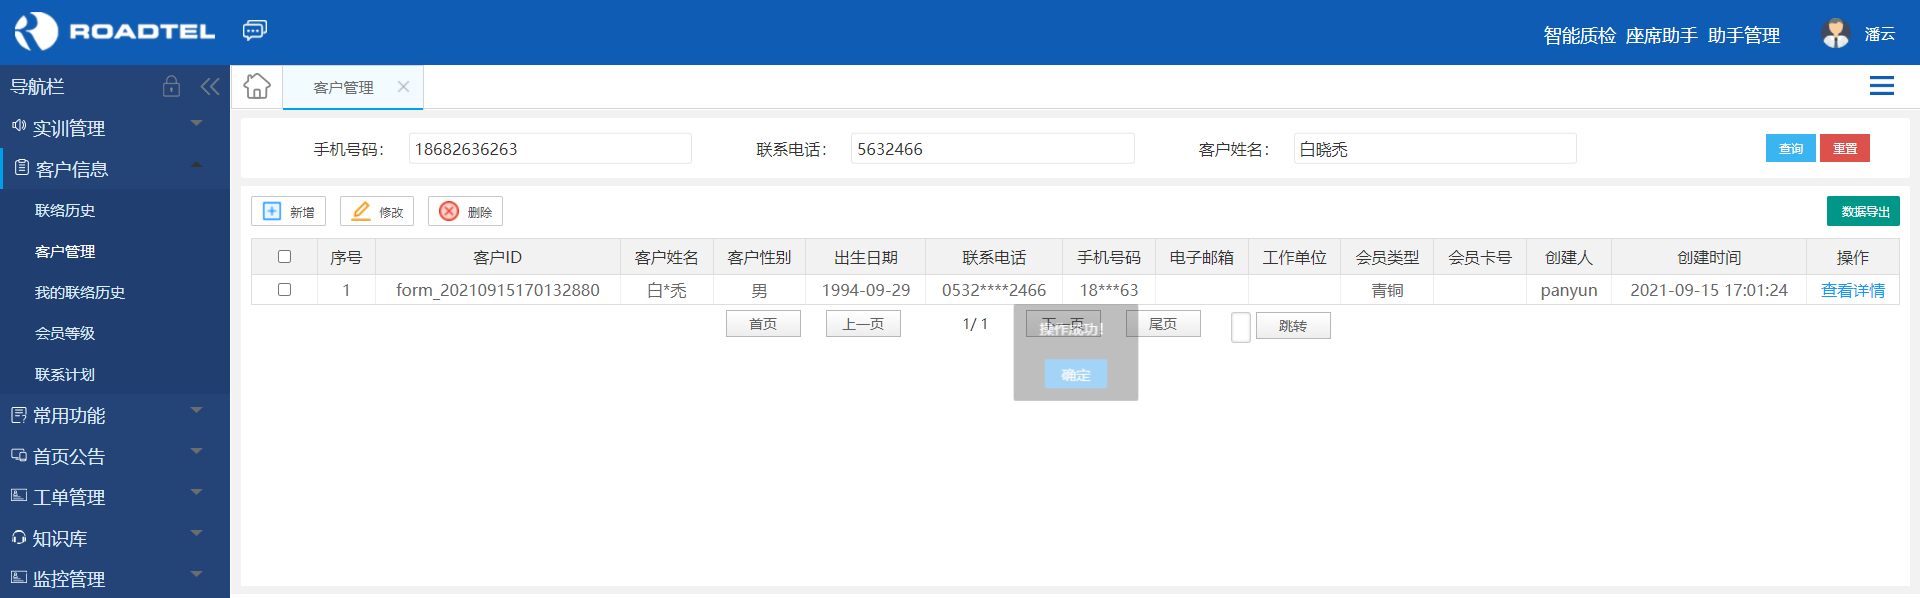 ROADTEL
智能质检 座席助手 助手管理 潘云
导航栏
客户管理
实训管理
客户信息
联络历史
客户管理
我的联络历史
会员等级
联系计划
常用功能
首页公告
工单管理
知识库
监控管理
手机号码： 18682636263 联系电话： 5632466 客户姓名： 白晓秃 查询 重置
新增 修改 删除 数据导出
序号 客户ID 客户姓名 客户性别 出生日期 联系电话 手机号码 电子邮箱 工作单位 会员类型 会员卡号 创建人 创建时间 操作
1 form_20210915170132880 白*秃 男 1994-09-29 0532****2466 18***63 青铜 panyun 2021-09-15 17:01:24 查看详情
首页 上一页 1/ 1 下一页 尾页 跳转
操作成功！
确定